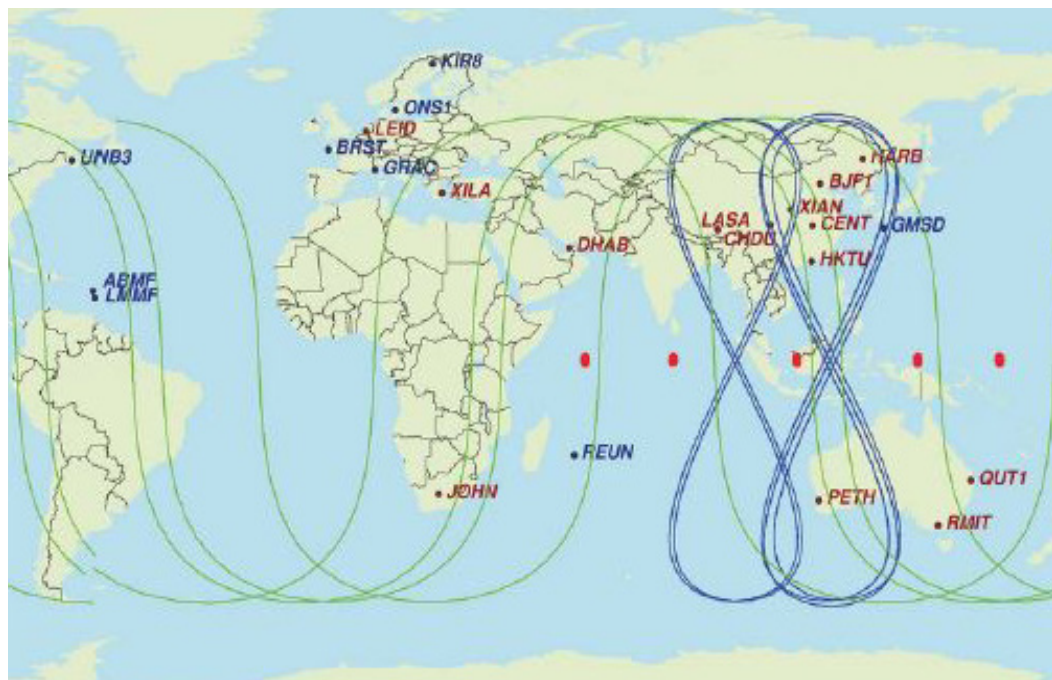 KIR8
ONS1
LEID
BRST
UNB3
GRAC
HARB
BJF1
XILA
XIAN
LASA
CENT
GMSD
CHDU
DHAB
HKTU
ABMF
LMMF
REUN
QUT1
JOHN
PETH
RMIT